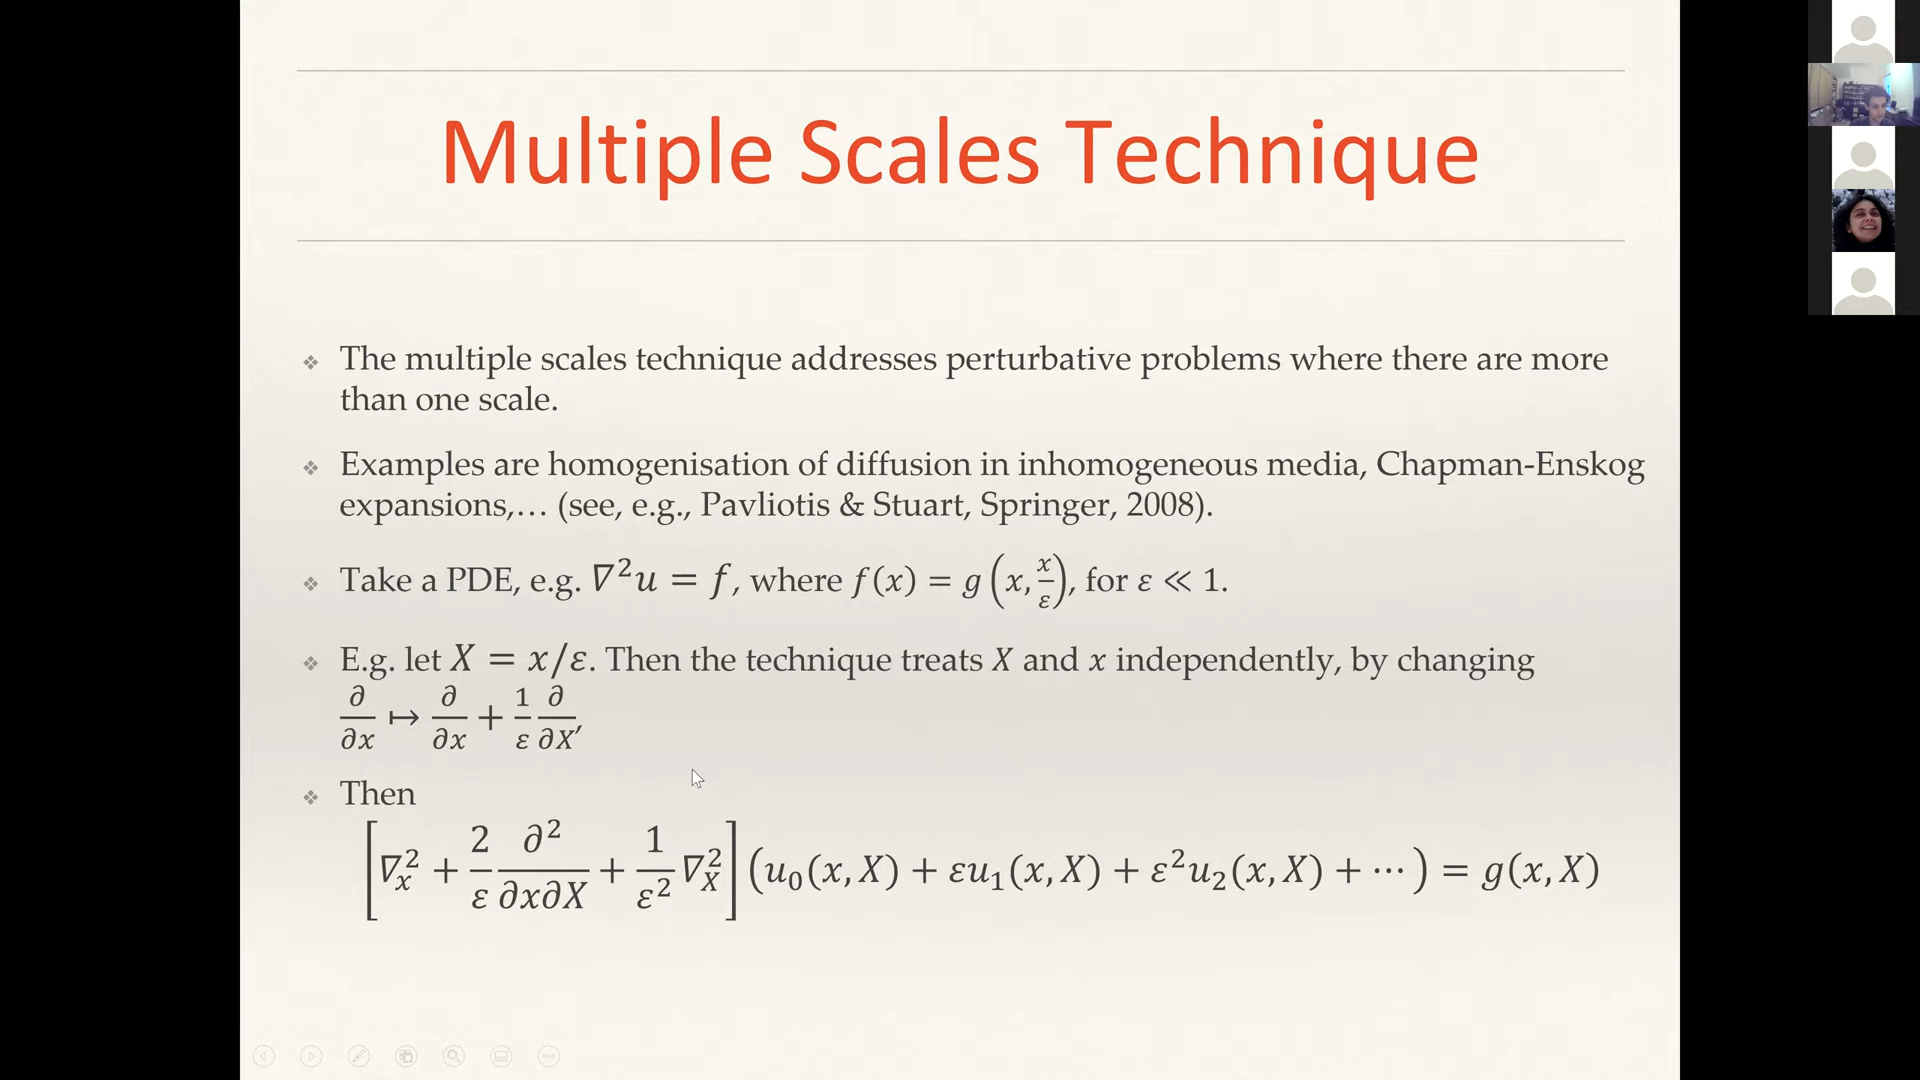 Multiple Scales Technique
❖ The multiple scales technique addresses perturbative problems where there are more
than one scale.
❖ Examples are homogenisation of diffusion in inhomogeneous media, Chapman-Enskog
expansions,… (see, e.g., Pavliotis & Stuart, Springer, 2008).
❖ Take a PDE, e.g. ∇²u = f, where f(x) = g(x, x/ε), for ε ≪ 1.
❖ E.g. let X = x/ε. Then the technique treats X and x independently, by changing
∂/∂x ↦ ∂/∂x + 1/ε ∂/∂X,
❖ Then
[∇ₓ² + 2/ε ∂²/∂x∂X + 1/ε² ∇_X²] (u₀(x, X) + εu₁(x, X) + ε²u₂(x, X) + ⋯) = g(x, X)